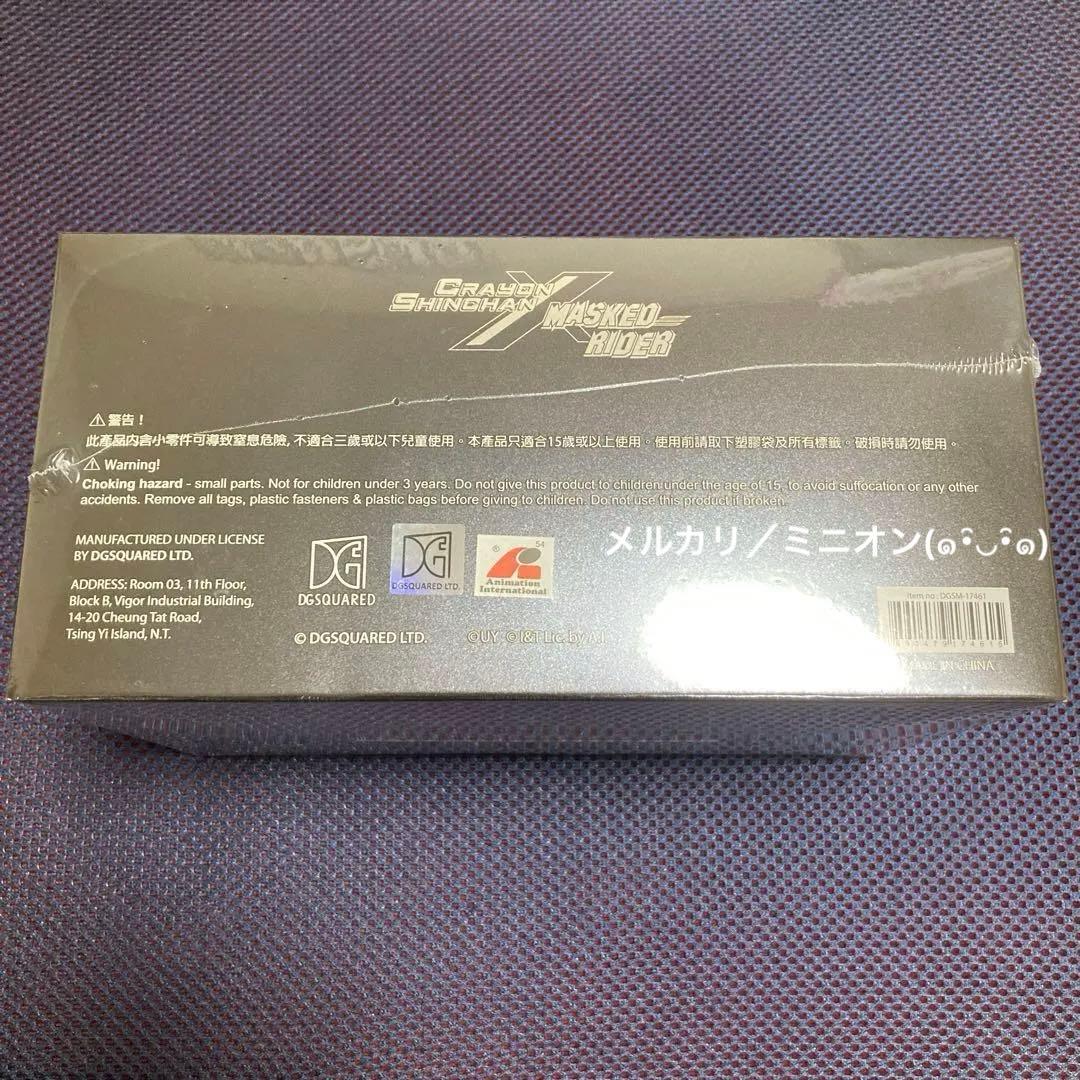 CRAYON
SHINCHAN X MASKED
RIDER
⚠ 警告！
此產品內含小零件可導致窒息危險, 不適合三歲或以下兒童使用。本產品只適合15歲或以上使用。使用前請取下塑膠袋及所有標籤。破損時請勿使用。
⚠ Warning!
Choking hazard - small parts. Not for children under 3 years. Do not give this product to children under the age of 15, to avoid suffocation or any other
accidents. Remove all tags, plastic fasteners & plastic bags before giving to children. Do not use this product if broken.
MANUFACTURED UNDER LICENSE
BY DGSQUARED LTD.
ADDRESS: Room 03, 11th Floor,
Block B, Vigor Industrial Building,
14-20 Cheung Tat Road,
Tsing Yi Island, N.T.
DG
DGSQUARED
DG
DGSQUARED LTD.
® 54
Animation
International
© DGSQUARED LTD.
©UY ©I&T Lic. by A.I.
メルカリ／ミニオン(๑･̑◡･̑๑)
Item no : DGSM-17461
MADE IN CHINA